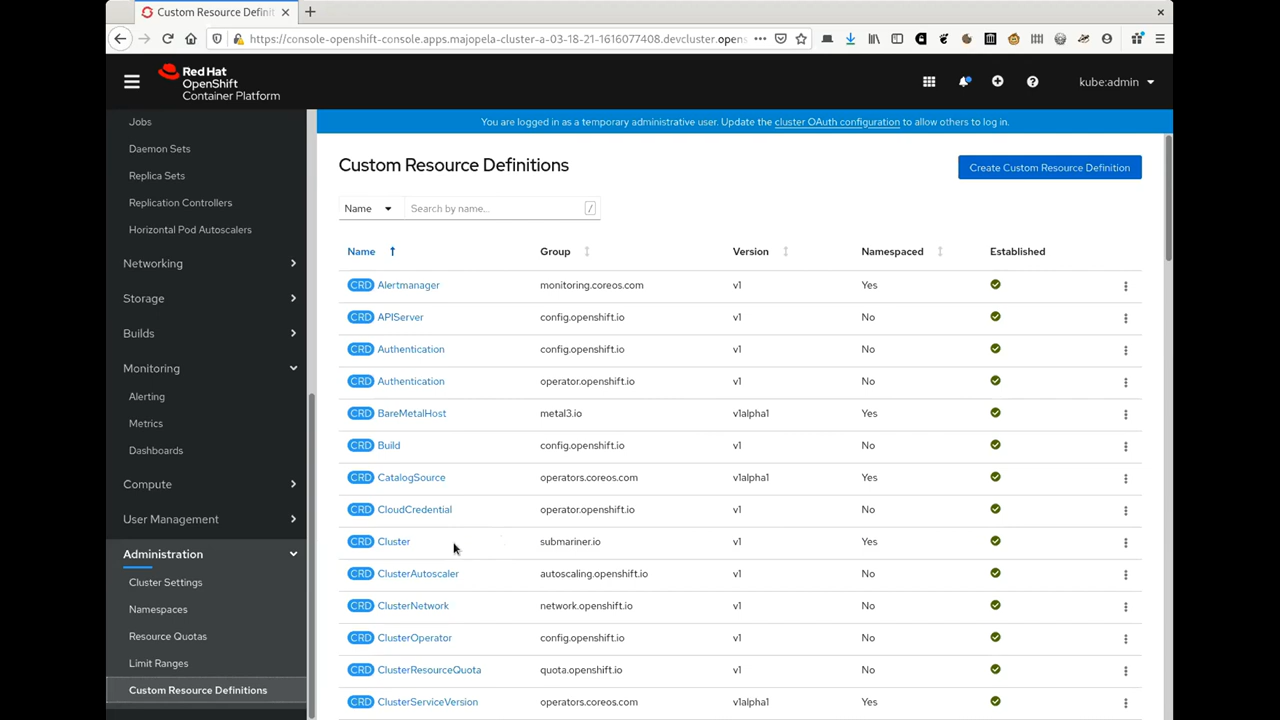 Custom Resource Definit
https://console-openshift-console.apps.majopela-cluster-a-03-18-21-1616077408.devcluster.opens
Red Hat
OpenShift
Container Platform
kube:admin
You are logged in as a temporary administrative user. Update the cluster OAuth configuration to allow others to log in.
Jobs
Daemon Sets
Replica Sets
Replication Controllers
Horizontal Pod Autoscalers
Networking
Storage
Builds
Monitoring
Alerting
Metrics
Dashboards
Compute
User Management
Administration
Cluster Settings
Namespaces
Resource Quotas
Limit Ranges
Custom Resource Definitions
Custom Resource Definitions
Create Custom Resource Definition
Name Search by name... /
Name Group Version Namespaced Established
CRD Alertmanager monitoring.coreos.com v1 Yes
CRD APIServer config.openshift.io v1 No
CRD Authentication config.openshift.io v1 No
CRD Authentication operator.openshift.io v1 No
CRD BareMetalHost metal3.io v1alpha1 Yes
CRD Build config.openshift.io v1 No
CRD CatalogSource operators.coreos.com v1alpha1 Yes
CRD CloudCredential operator.openshift.io v1 No
CRD Cluster submariner.io v1 Yes
CRD ClusterAutoscaler autoscaling.openshift.io v1 No
CRD ClusterNetwork network.openshift.io v1 No
CRD ClusterOperator config.openshift.io v1 No
CRD ClusterResourceQuota quota.openshift.io v1 No
CRD ClusterServiceVersion operators.coreos.com v1alpha1 Yes